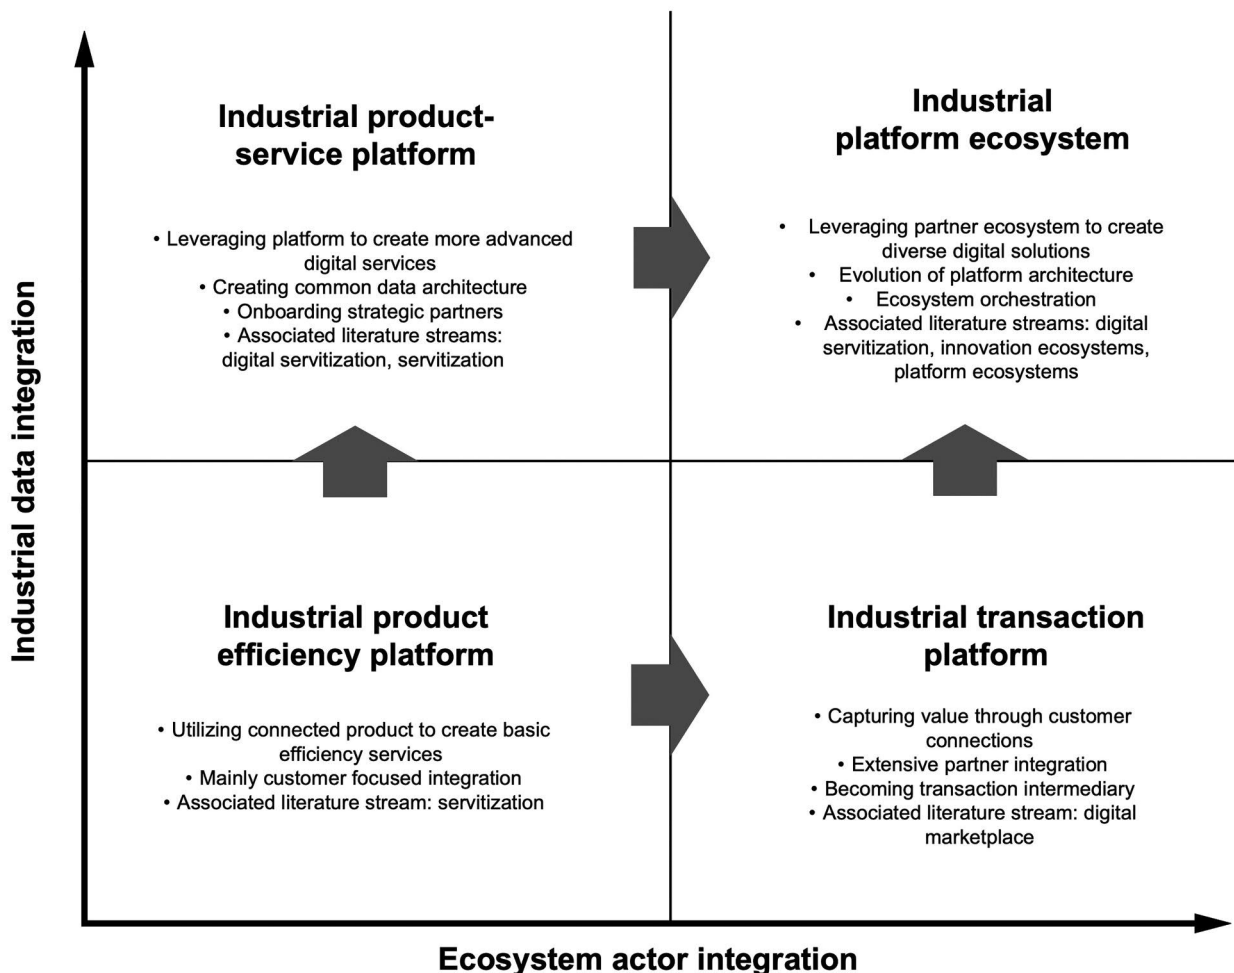 Industrial data integration
Industrial product-
service platform
• Leveraging platform to create more advanced
digital services
• Creating common data architecture
• Onboarding strategic partners
• Associated literature streams:
digital servitization, servitization
Industrial
platform ecosystem
• Leveraging partner ecosystem to create
diverse digital solutions
• Evolution of platform architecture
• Ecosystem orchestration
• Associated literature streams: digital
servitization, innovation ecosystems,
platform ecosystems
Industrial product
efficiency platform
• Utilizing connected product to create basic
efficiency services
• Mainly customer focused integration
• Associated literature stream: servitization
Industrial transaction
platform
• Capturing value through customer
connections
• Extensive partner integration
• Becoming transaction intermediary
• Associated literature stream: digital
marketplace
Ecosystem actor integration